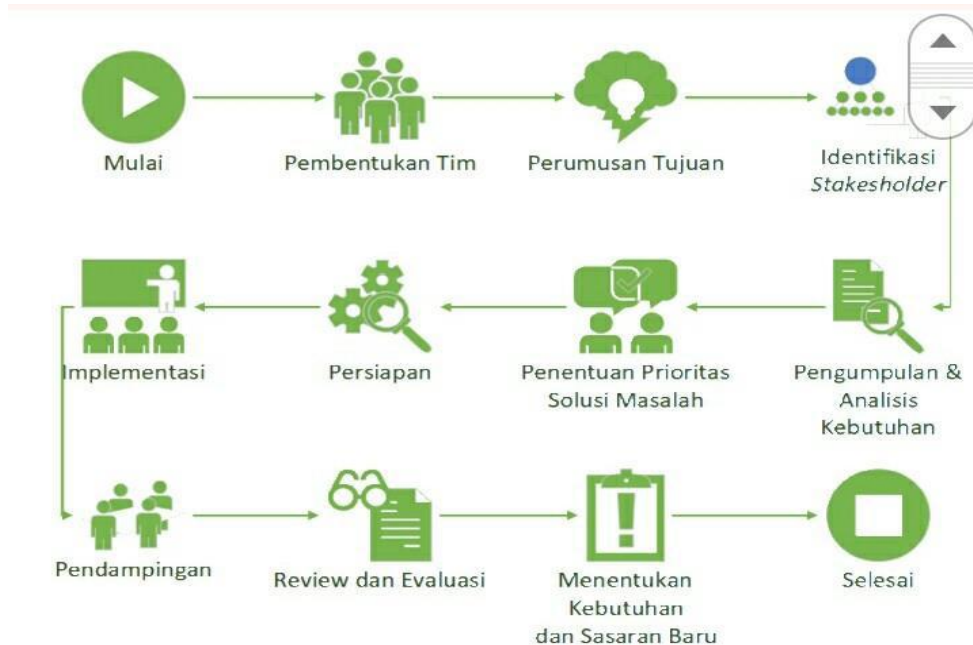 Mulai
Pembentukan Tim
Perumusan Tujuan
Identifikasi
Stakesholder
Implementasi
Persiapan
Penentuan Prioritas
Solusi Masalah
Pengumpulan &
Analisis
Kebutuhan
Pendampingan
Review dan Evaluasi
Menentukan
Kebutuhan
dan Sasaran Baru
Selesai